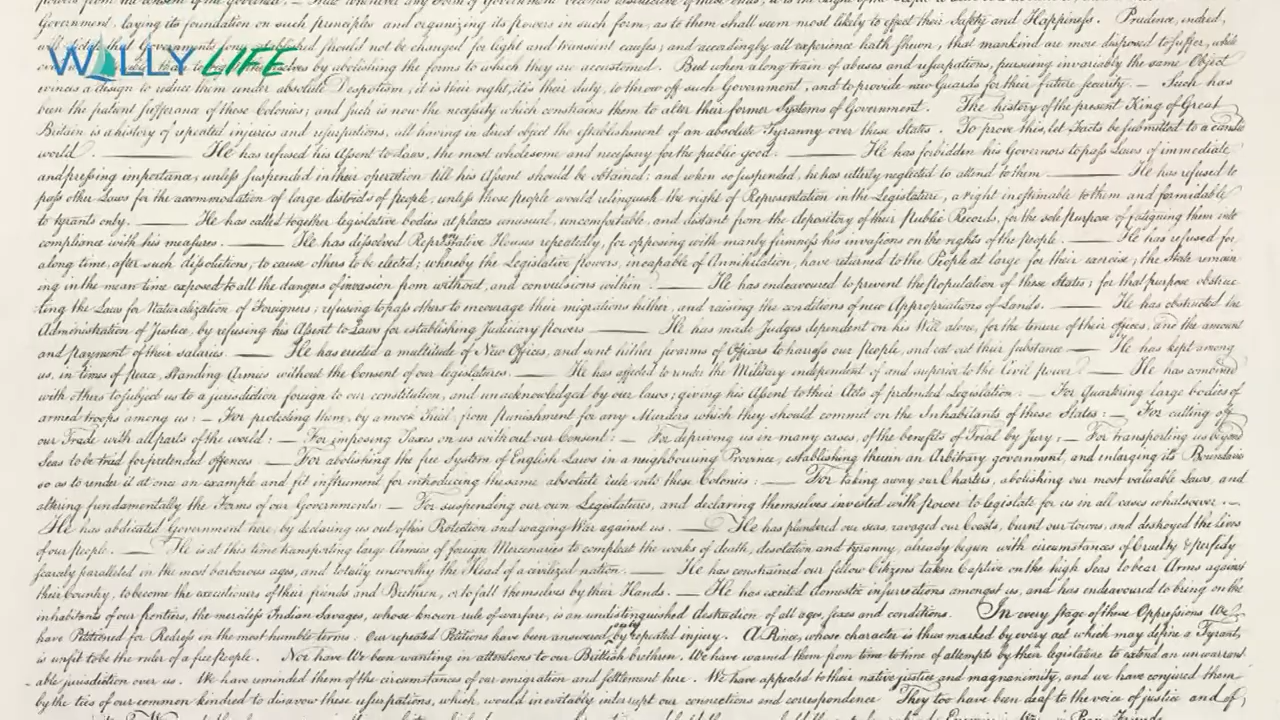 Government, laying its foundation on such principles and organizing its powers in such form, as to them shall seem most likely to effect their Safety and Happiness. Prudence, indeed,
will dictate that Governments long established should not be changed for light and transient causes; and accordingly all experience hath shewn, that mankind are more disposed to suffer, while
WALLY LIFE
by abolishing the forms to which they are accustomed. But when a long train of abuses and usurpations, pursuing invariably the same Object
evinces a design to reduce them under absolute Despotism, it is their right, it is their duty, to throw off such Government, and to provide new Guards for their future security. — Such has
been the patient sufferance of these Colonies; and such is now the necessity which constrains them to alter their former Systems of Government. The history of the present King of Great
Britain is a history of repeated injuries and usurpations, all having in direct object the establishment of an absolute Tyranny over these States. To prove this, let Facts be submitted to a candid
world. — He has refused his Assent to Laws, the most wholesome and necessary for the public good. — He has forbidden his Governors to pass Laws of immediate
and pressing importance, unless suspended in their operation till his Assent should be obtained; and when so suspended, he has utterly neglected to attend to them — He has refused to
pass other Laws for the accommodation of large districts of people, unless those people would relinquish the right of Representation in the Legislature, a right inestimable to them and formidable
to tyrants only. — He has called together legislative bodies at places unusual, uncomfortable, and distant from the depository of their public Records, for the sole purpose of fatiguing them into
compliance with his measures. — He has dissolved Representative Houses repeatedly, for opposing with manly firmness his invasions on the rights of the people. — He has refused for
a long time, after such dissolutions, to cause others to be elected; whereby the Legislative powers, incapable of Annihilation, have returned to the People at large for their exercise; the State remain
ing in the mean time exposed to all the dangers of invasion from without, and convulsions within. — He has endeavoured to prevent the population of these States; for that purpose obstruc
ting the Laws for Naturalization of Foreigners; refusing to pass others to encourage their migrations hither, and raising the conditions of new Appropriations of Lands. — He has obstructed the
Administration of Justice, by refusing his Assent to Laws for establishing Judiciary powers — He has made Judges dependent on his Will alone, for the tenure of their offices, and the amount
and payment of their salaries. — He has erected a multitude of New Offices, and sent hither swarms of Officers to harrass our people, and eat out their substance — He has kept among
us, in times of peace, Standing Armies without the Consent of our legislatures. — He has affected to render the Military independent of and superior to the Civil power. — He has combined
with others to subject us to a jurisdiction foreign to our constitution, and unacknowledged by our laws; giving his Assent to their Acts of pretended Legislation: — For Quartering large bodies of
armed troops among us: — For protecting them, by a mock Trial, from punishment for any Murders which they should commit on the Inhabitants of these States: — For cutting off
our Trade with all parts of the world: — For imposing Taxes on us without our Consent: — For depriving us in many cases, of the benefits of Trial by Jury: — For transporting us beyond
Seas to be tried for pretended offences — For abolishing the free System of English Laws in a neighbouring Province, establishing therein an Arbitrary government, and enlarging its Boundaries
so as to render it at once an example and fit instrument for introducing the same absolute rule into these Colonies: — For taking away our Charters, abolishing our most valuable Laws, and
altering fundamentally the Forms of our Governments: — For suspending our own Legislatures, and declaring themselves invested with power to legislate for us in all cases whatsoever. —
He has abdicated Government here, by declaring us out of his Protection and waging War against us. — He has plundered our seas, ravaged our Coasts, burnt our towns, and destroyed the lives
of our people. — He is at this time transporting large Armies of foreign Mercenaries to compleat the works of death, desolation and tyranny, already begun with circumstances of Cruelty & perfidy
scarcely paralleled in the most barbarous ages, and totally unworthy the Head of a civilized nation. — He has constrained our fellow Citizens taken Captive on the high Seas to bear Arms against
their Country, to become the executioners of their friends and Brethren, or to fall themselves by their Hands. — He has excited domestic insurrections amongst us, and has endeavoured to bring on the
inhabitants of our frontiers, the merciless Indian Savages, whose known rule of warfare, is an undistinguished destruction of all ages, sexes and conditions. In every stage of these Oppressions We
have Petitioned for Redress in the most humble terms: Our repeated Petitions have been answered only by repeated injury. A Prince, whose character is thus marked by every act which may define a Tyrant,
is unfit to be the ruler of a free people. Nor have We been wanting in attentions to our Brittish brethren. We have warned them from time to time of attempts by their legislature to extend an unwarrant
able jurisdiction over us. We have reminded them of the circumstances of our emigration and settlement here. We have appealed to their native justice and magnanimity, and we have conjured them
by the ties of our common kindred to disavow these usurpations, which, would inevitably interrupt our connections and correspondence They too have been deaf to the voice of justice and of